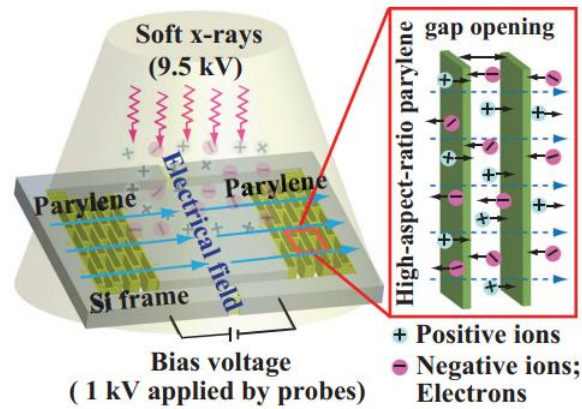 Soft x-rays
(9.5 kV)
Parylene
Electrical field
Parylene
Si frame
Bias voltage
( 1 kV applied by probes)
High-aspect-ratio parylene
gap opening
Positive ions
Negative ions;
Electrons